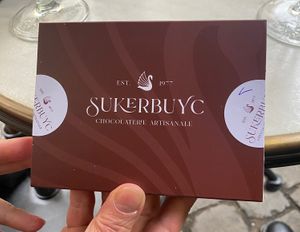 EST. 1977
SUKERBUYC
CHOCOLATERIE ARTISANALE